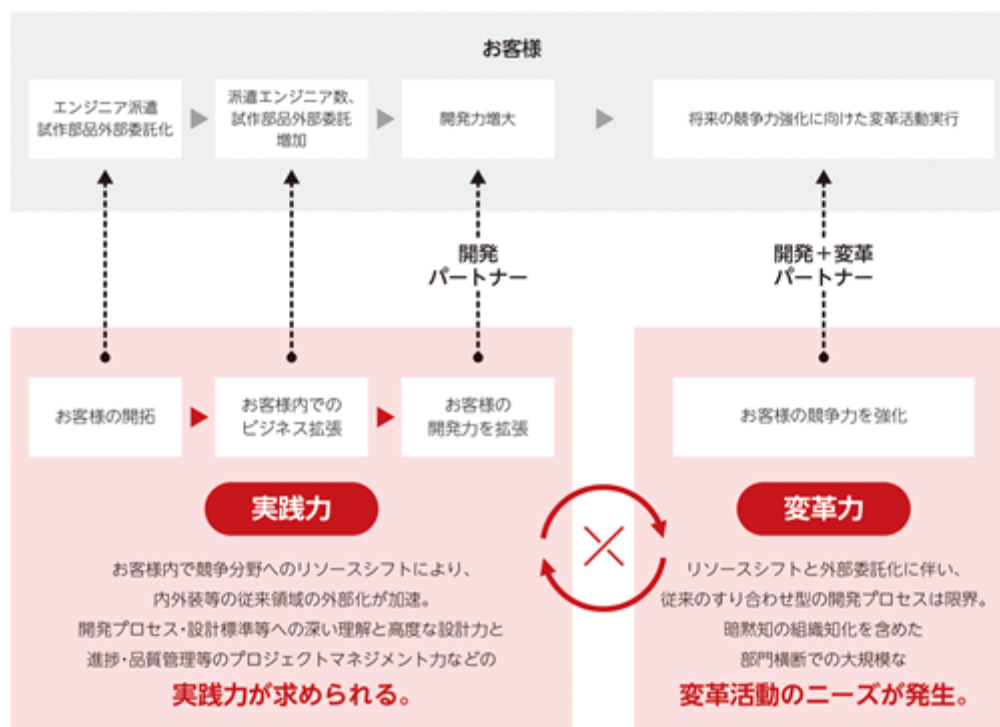 お客様
エンジニア派遣
試作部品外部委託化
派遣エンジニア数、
試作部品外部委託
増加
開発力増大
将来の競争力強化に向けた変革活動実行
開発
パートナー
開発+変革
パートナー
お客様の開拓
お客様内での
ビジネス拡張
お客様の
開発力を拡張
お客様の競争力を強化
実践力
お客様内で競争分野へのリソースシフトにより、
内外装等の従来領域の外部化が加速。
開発プロセス・設計標準等への深い理解と高度な設計力と
進捗・品質管理等のプロジェクトマネジメント力などの
実践力が求められる。
変革力
リソースシフトと外部委託化に伴い、
従来のすり合わせ型の開発プロセスは限界。
暗黙知の組織知化を含めた
部門横断での大規模な
変革活動のニーズが発生。